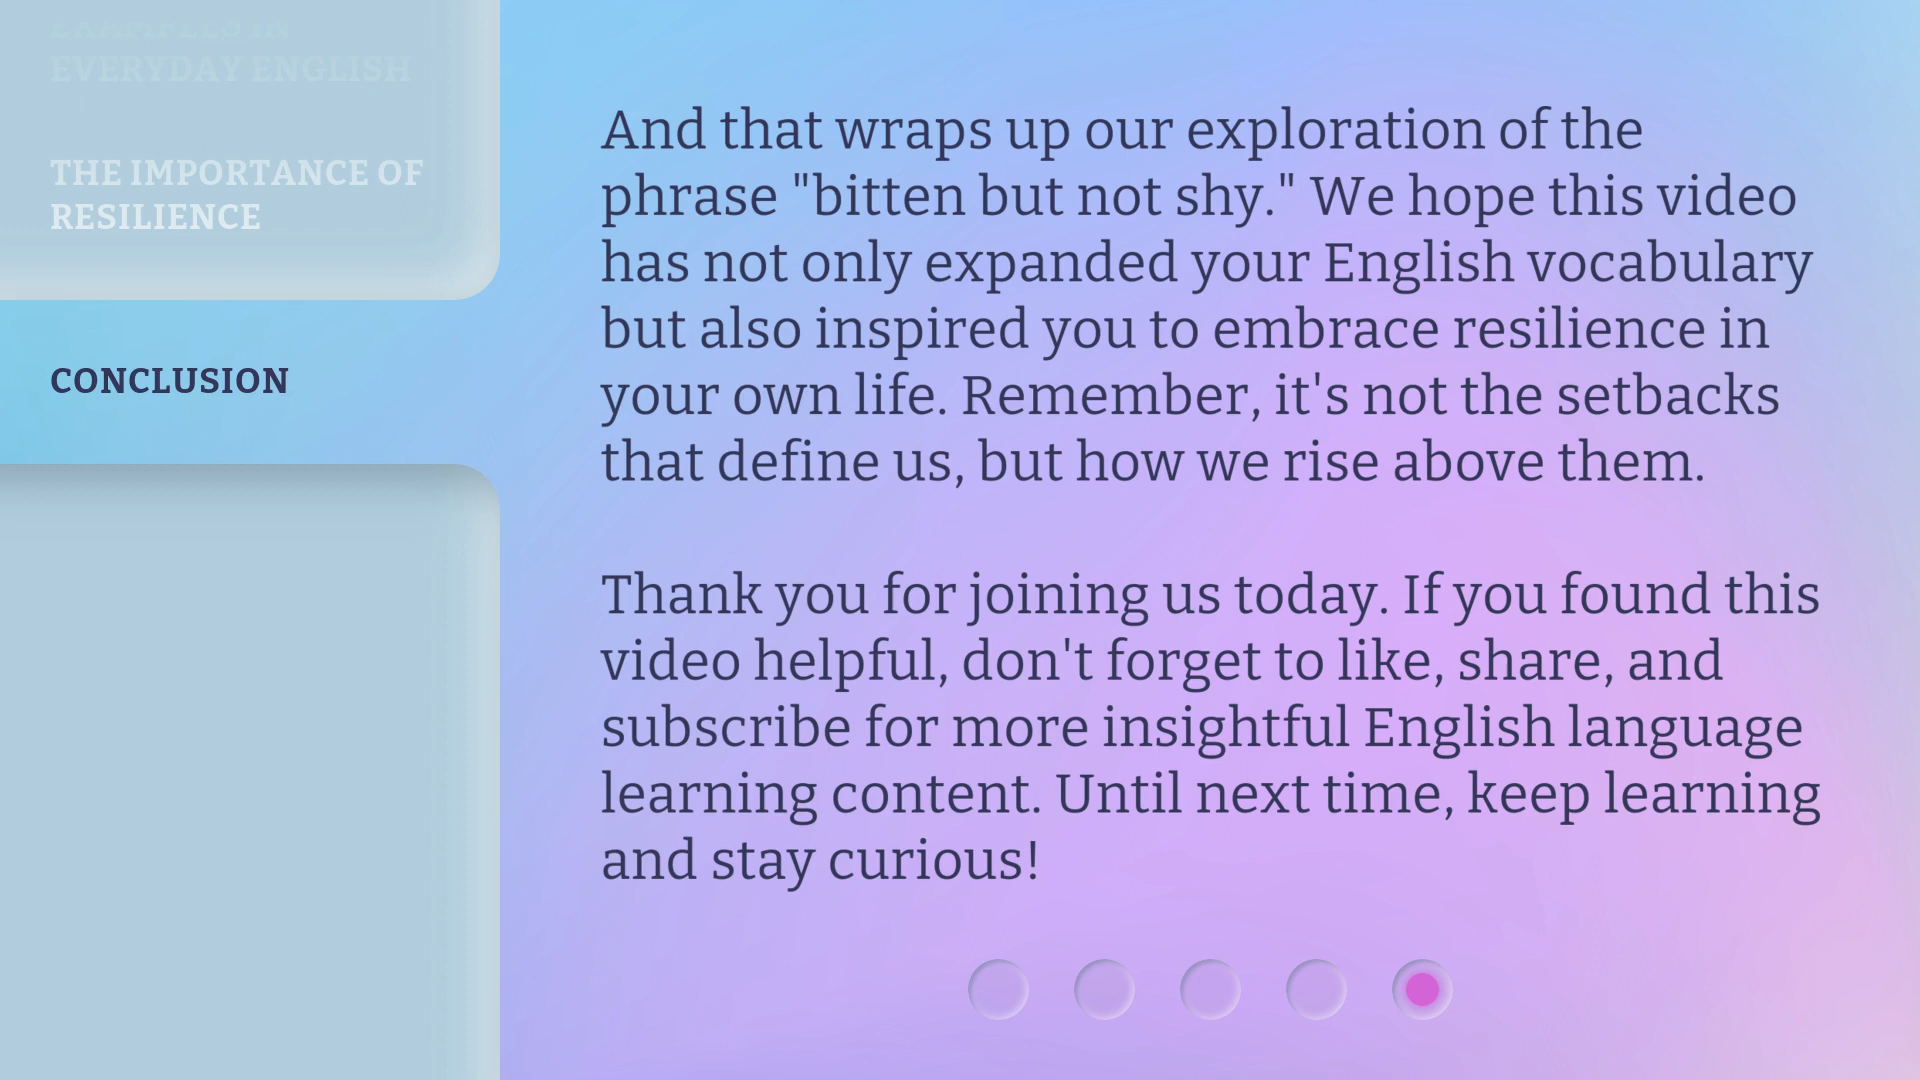 EXAMPLES IN
EVERYDAY ENGLISH
THE IMPORTANCE OF
RESILIENCE
CONCLUSION
And that wraps up our exploration of the
phrase "bitten but not shy." We hope this video
has not only expanded your English vocabulary
but also inspired you to embrace resilience in
your own life. Remember, it's not the setbacks
that define us, but how we rise above them.
Thank you for joining us today. If you found this
video helpful, don't forget to like, share, and
subscribe for more insightful English language
learning content. Until next time, keep learning
and stay curious!